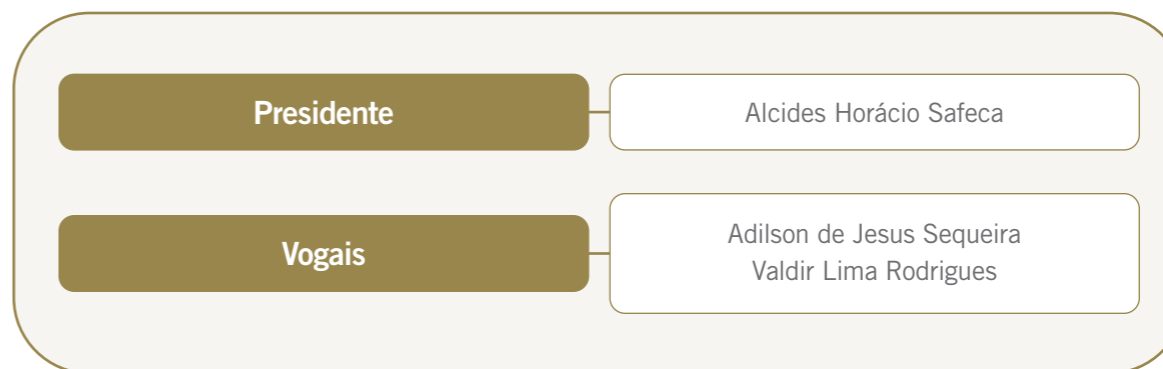 Presidente
Alcides Horácio Safeca
Vogais
Adilson de Jesus Sequeira
Valdir Lima Rodrigues